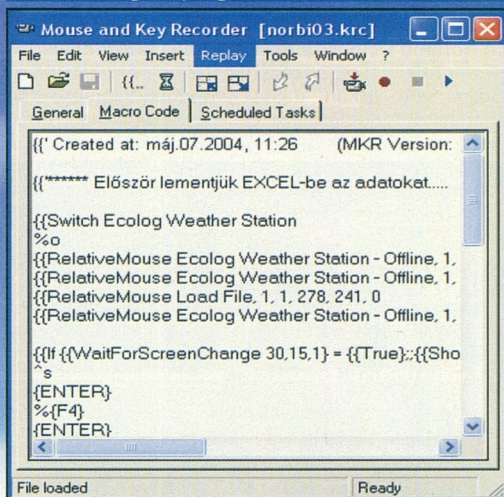 Mouse and Key Recorder [norbi03.krc]
File Edit View Insert Replay Tools Window ?
{{..
General Macro Code Scheduled Tasks
{{' Created at: máj.07.2004, 11:26 (MKR Version:
{{'****** Először lementjük EXCEL-be az adatokat.....
{{Switch Ecolog Weather Station
%o
{{RelativeMouse Ecolog Weather Station - Offline, 1,
{{RelativeMouse Ecolog Weather Station - Offline, 1,
{{RelativeMouse Load File, 1, 1, 278, 241, 0
{{RelativeMouse Ecolog Weather Station - Offline, 1,
{{If {{WaitForScreenChange 30,15,1} = {{True};;{{Sho
^s
{ENTER}
%{F4}
{ENTER}
File loaded Ready